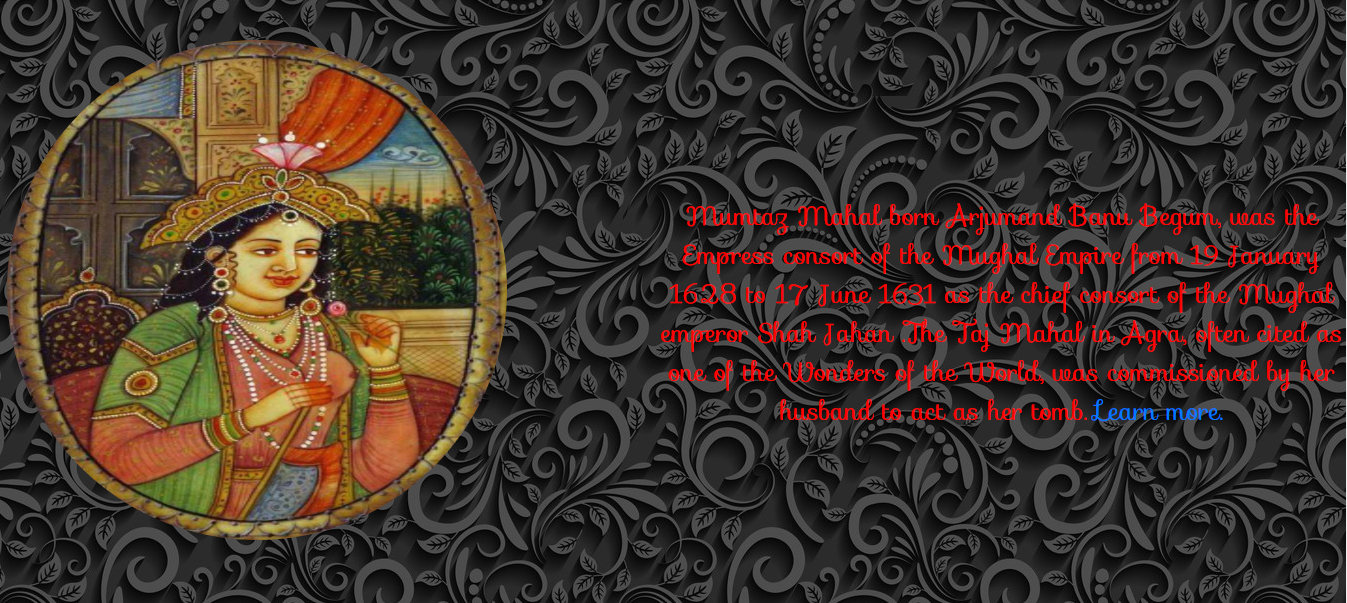 Mumtaz Mahal,born Arjumand Banu Begum, was the
Empress consort of the Mughal Empire from 19 January
1628 to 17 June 1631 as the chief consort of the Mughal
emperor Shah Jahan .The Taj Mahal in Agra, often cited as
one of the Wonders of the World, was commissioned by her
husband to act as her tomb.Learn more.